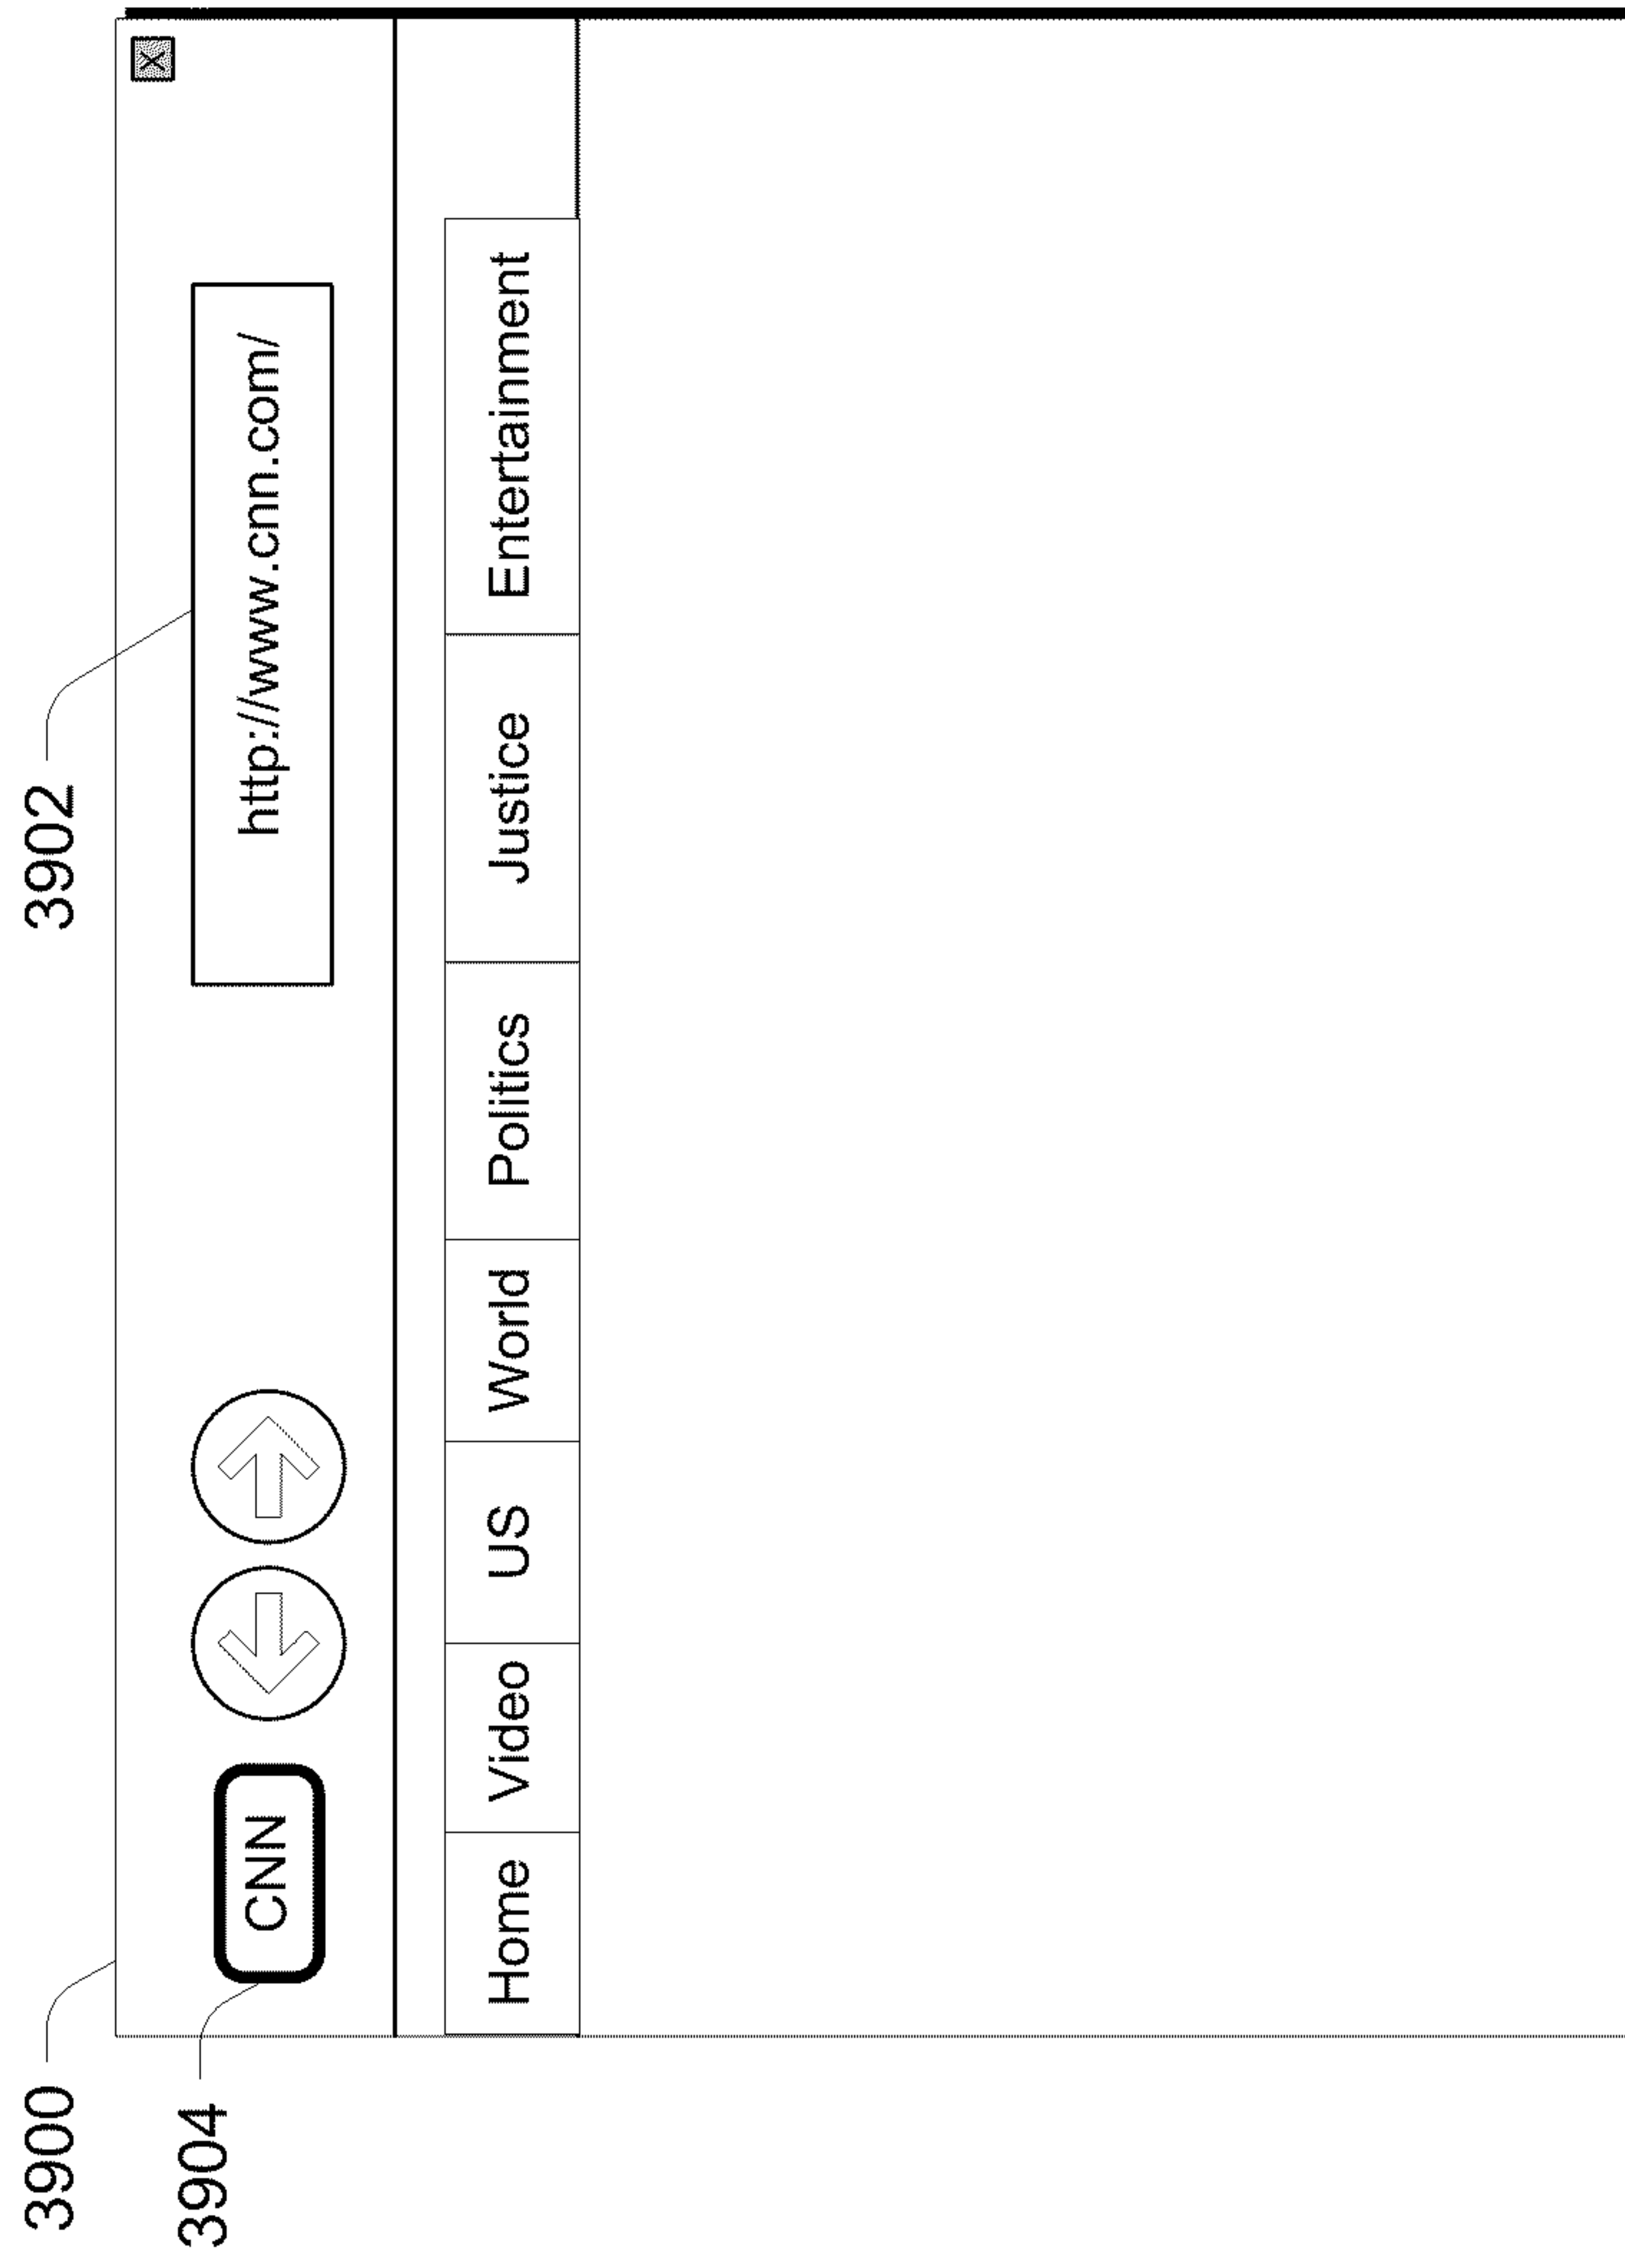 3900
3902
3904
CNN
http://www.cnn.com/
X
Home
Video
US
World
Politics
Justice
Entertainment